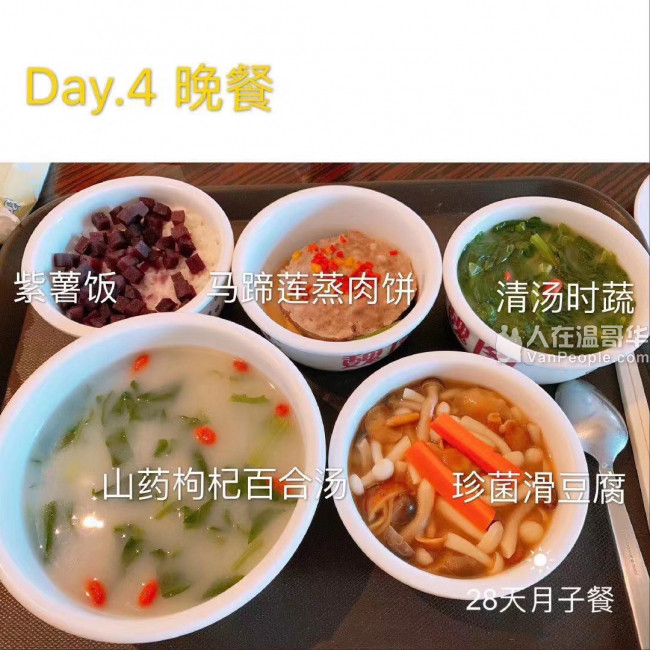 Day.4 晚餐
紫薯饭
马蹄莲蒸肉饼
清汤时蔬
人在温哥华
VanPeople.com
山药枸杞百合汤
珍菌滑豆腐
28天月子餐